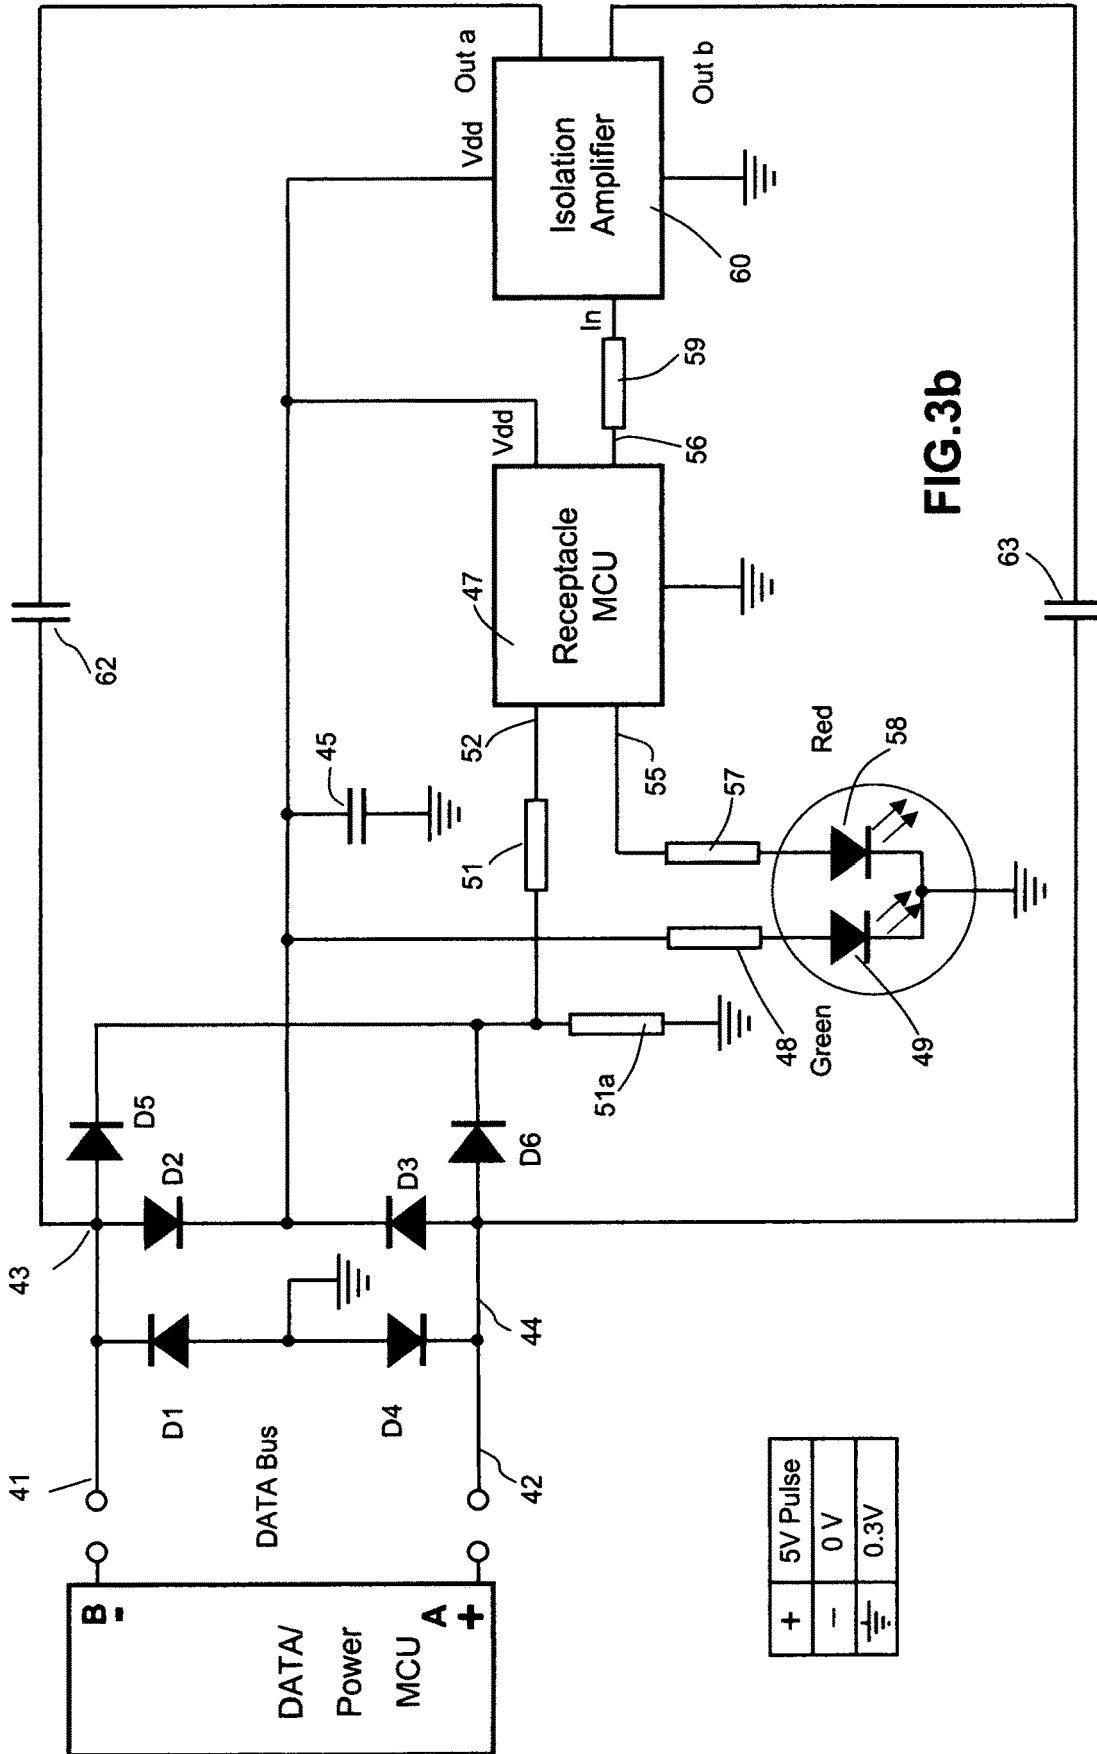 B
-
DATA/
Power
MCU
A
+
41
DATA Bus
42
43
D1
D4
44
D2
D3
D5
D6
62
45
51
52
51a
48
Green
49
57
Red
58
55
47
Receptacle
MCU
Vdd
56
59
In
60
Isolation
Amplifier
Vdd
Out a
Out b
63
+ 5V Pulse
- 0 V
0.3V
FIG.3b